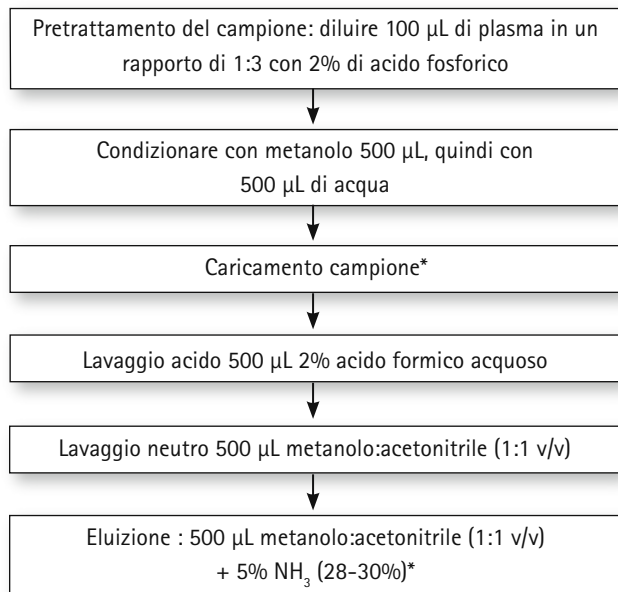 Pretrattamento del campione: diluire 100 µL di plasma in un
rapporto di 1:3 con 2% di acido fosforico
Condizionare con metanolo 500 µL, quindi con
500 µL di acqua
Caricamento campione*
Lavaggio acido 500 µL 2% acido formico acquoso
Lavaggio neutro 500 µL metanolo:acetonitrile (1:1 v/v)
Eluizione : 500 µL metanolo:acetonitrile (1:1 v/v)
+ 5% NH₃ (28-30%)*